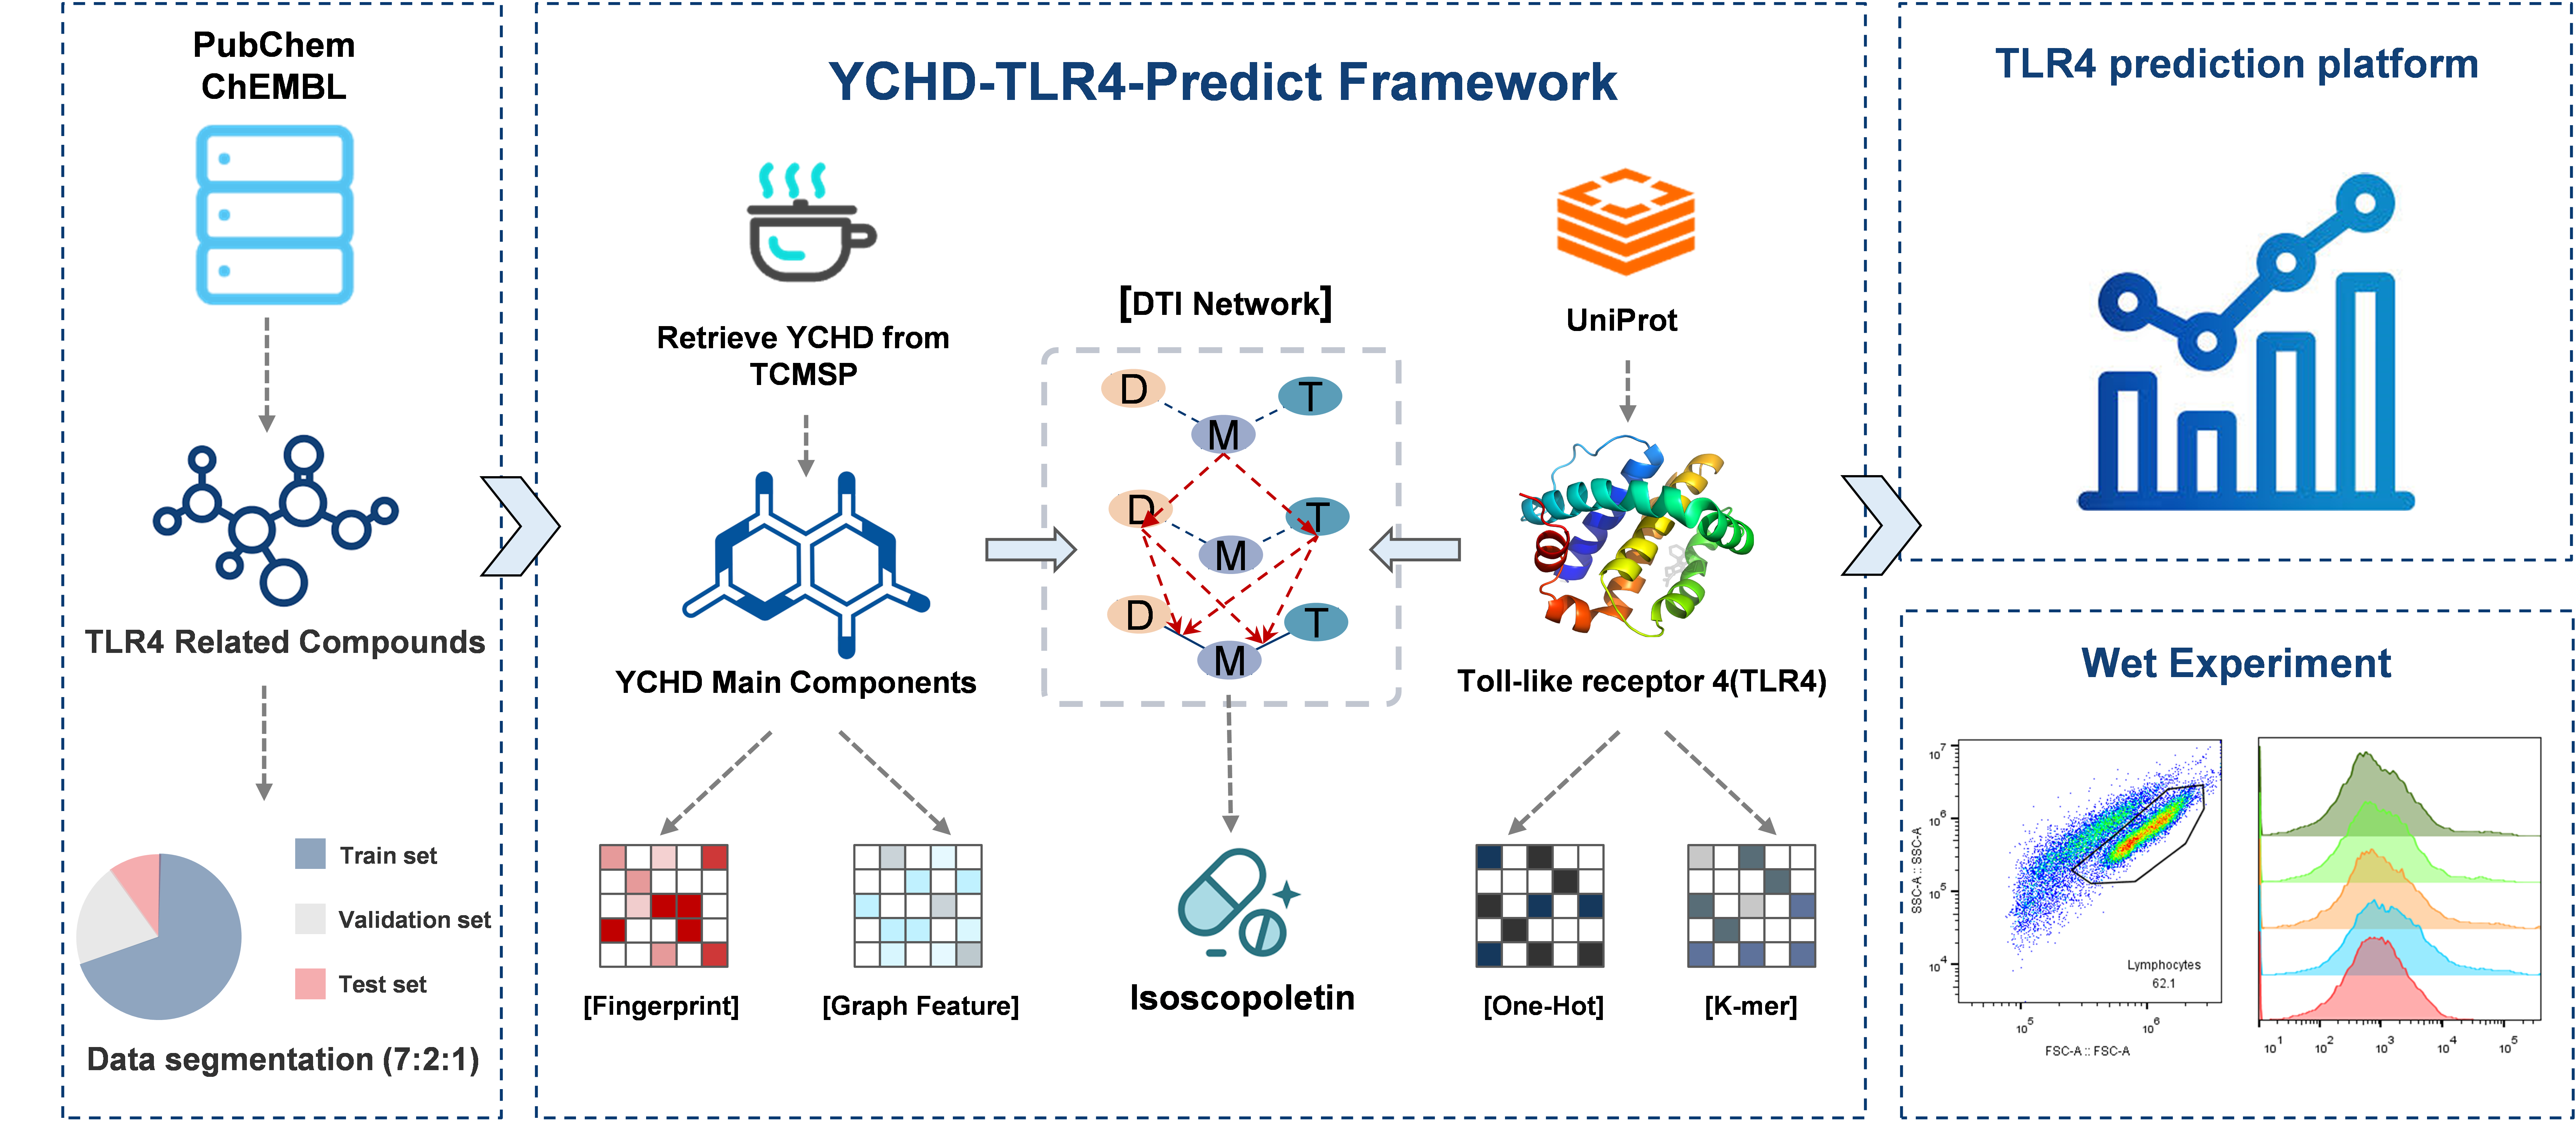 PubChem
ChEMBL
TLR4 Related Compounds
Train set
Validation set
Test set
Data segmentation (7:2:1)
YCHD-TLR4-Predict Framework
Retrieve YCHD from
TCMSP
YCHD Main Components
[Fingerprint]
[Graph Feature]
[DTI Network]
D
T
M
D
T
M
D
T
M
Isoscopoletin
UniProt
Toll-like receptor 4(TLR4)
[One-Hot]
[K-mer]
TLR4 prediction platform
Wet Experiment
10^7
10^6
10^5
10^4
SSC-A :: SSC-A
Lymphocytes
62.1
10^5 10^6
FSC-A :: FSC-A
10^1 10^2 10^3 10^4 10^5